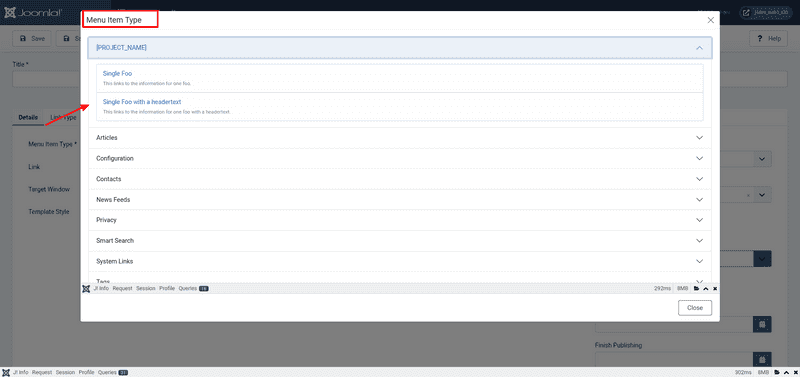 Joomla!
Menu Item Type
Save
Help
[PROJECT_NAME]
Title *
Single Foo
This links to the information for one foo.
Single Foo with a headertext
This links to the information for one foo with a headertext.
Details
Link Type
Articles
Menu Item Type *
Configuration
Link
Contacts
Target Window
News Feeds
Template Style
Privacy
Smart Search
System Links
Tags
J! Info Request Session Profile Queries
292ms 8MB
Close
Finish Publishing
J! Info Request Session Profile Queries
302ms 8MB